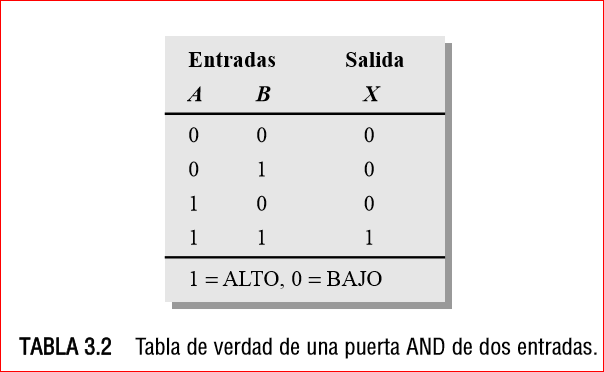 Entradas Salida
A B X
0 0 0
0 1 0
1 0 0
1 1 1
1 = ALTO, 0 = BAJO
TABLA 3.2 Tabla de verdad de una puerta AND de dos entradas.